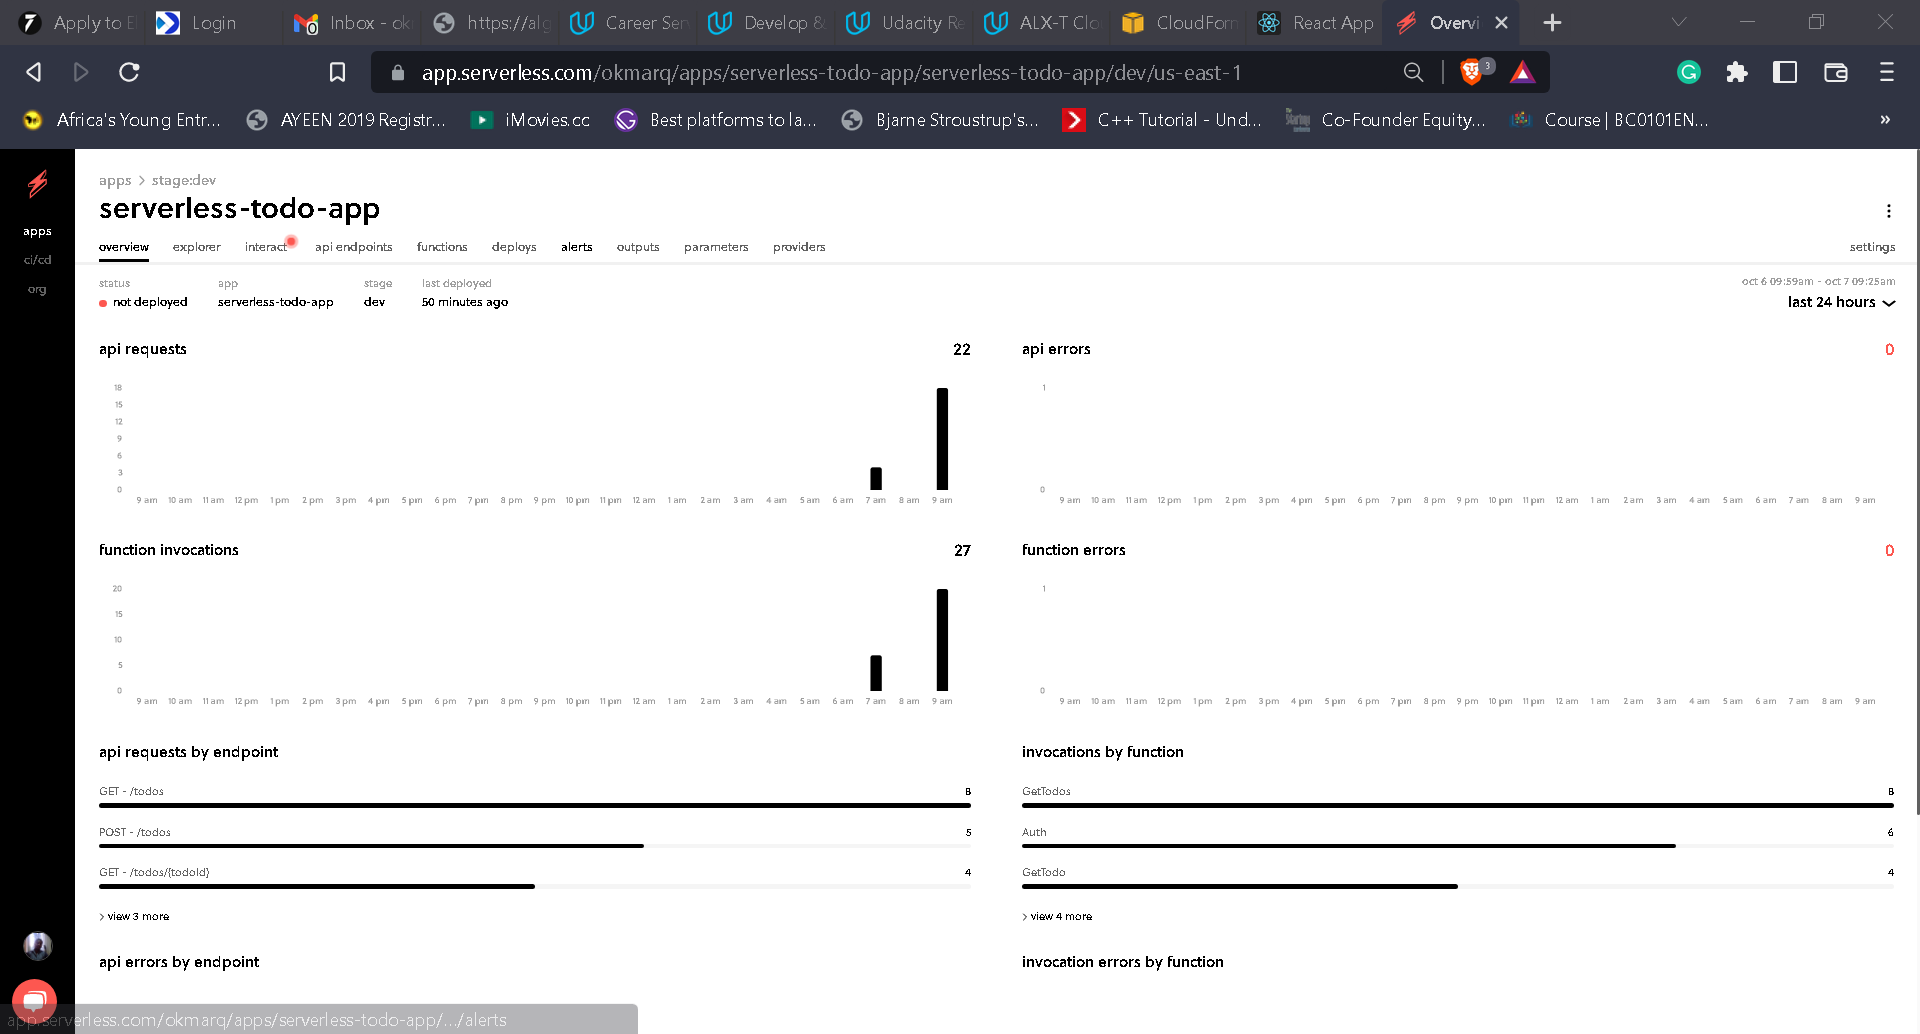 Apply to El
Login
Inbox - ok
https://alg
Career Ser
Develop &
Udacity Re
ALX-T Clo
CloudForm
React App
Overvi
app.serverless.com/okmarq/apps/serverless-todo-app/serverless-todo-app/dev/us-east-1
3
Africa's Young Entr...
AYEEN 2019 Registr...
iMovies.cc
Best platforms to la...
Bjarne Stroustrup's...
C++ Tutorial - Und...
Co-Founder Equity...
Course | BC0101EN...
»
apps
ci/cd
org
apps > stage:dev
serverless-todo-app
overview explorer interact api endpoints functions deploys alerts outputs parameters providers settings
status app stage last deployed
not deployed serverless-todo-app dev 50 minutes ago
oct 6 09:59am - oct 7 09:25am
last 24 hours
api requests 22
18
15
12
9
6
3
0
9 am 10 am 11 am 12 pm 1 pm 2 pm 3 pm 4 pm 5 pm 6 pm 7 pm 8 pm 9 pm 10 pm 11 pm 12 am 1 am 2 am 3 am 4 am 5 am 6 am 7 am 8 am 9 am
api errors 0
1
0
9 am 10 am 11 am 12 pm 1 pm 2 pm 3 pm 4 pm 5 pm 6 pm 7 pm 8 pm 9 pm 10 pm 11 pm 12 am 1 am 2 am 3 am 4 am 5 am 6 am 7 am 8 am 9 am
function invocations 27
20
15
10
5
0
9 am 10 am 11 am 12 pm 1 pm 2 pm 3 pm 4 pm 5 pm 6 pm 7 pm 8 pm 9 pm 10 pm 11 pm 12 am 1 am 2 am 3 am 4 am 5 am 6 am 7 am 8 am 9 am
function errors 0
1
0
9 am 10 am 11 am 12 pm 1 pm 2 pm 3 pm 4 pm 5 pm 6 pm 7 pm 8 pm 9 pm 10 pm 11 pm 12 am 1 am 2 am 3 am 4 am 5 am 6 am 7 am 8 am 9 am
api requests by endpoint
GET - /todos 8
POST - /todos 5
GET - /todos/{todoId} 4
> view 3 more
invocations by function
GetTodos 8
Auth 6
GetTodo 4
> view 4 more
api errors by endpoint
invocation errors by function
app.serverless.com/okmarq/apps/serverless-todo-app/.../alerts